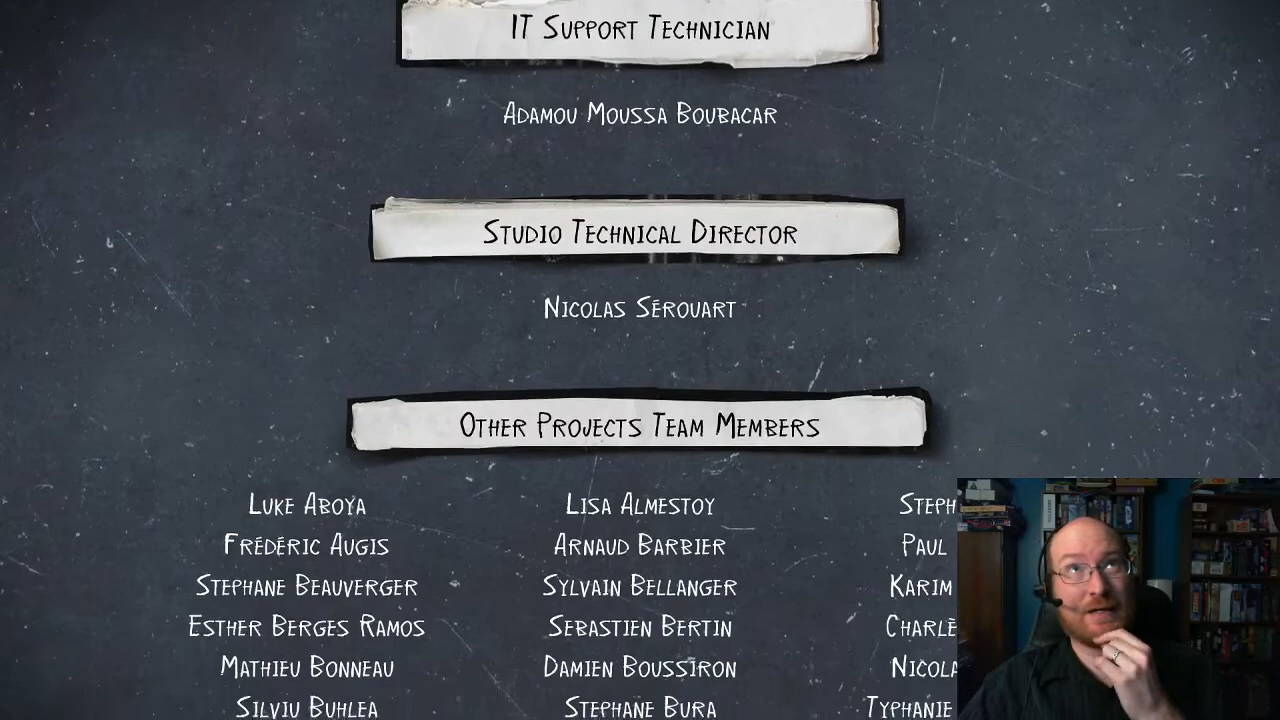 IT Support Technician
Adamou Moussa Boubacar
Studio Technical Director
Nicolas Sérouart
Other Projects Team Members
Luke Aboya Lisa Almestoy
Frédéric Augis Arnaud Barbier Paul
Stephane Beauverger Sylvain Bellanger Karim
Esther Berges Ramos Sebastien Bertin
Mathieu Bonneau Damien Boussiron
Silviu Buhlea Stephane Bura Typhanie